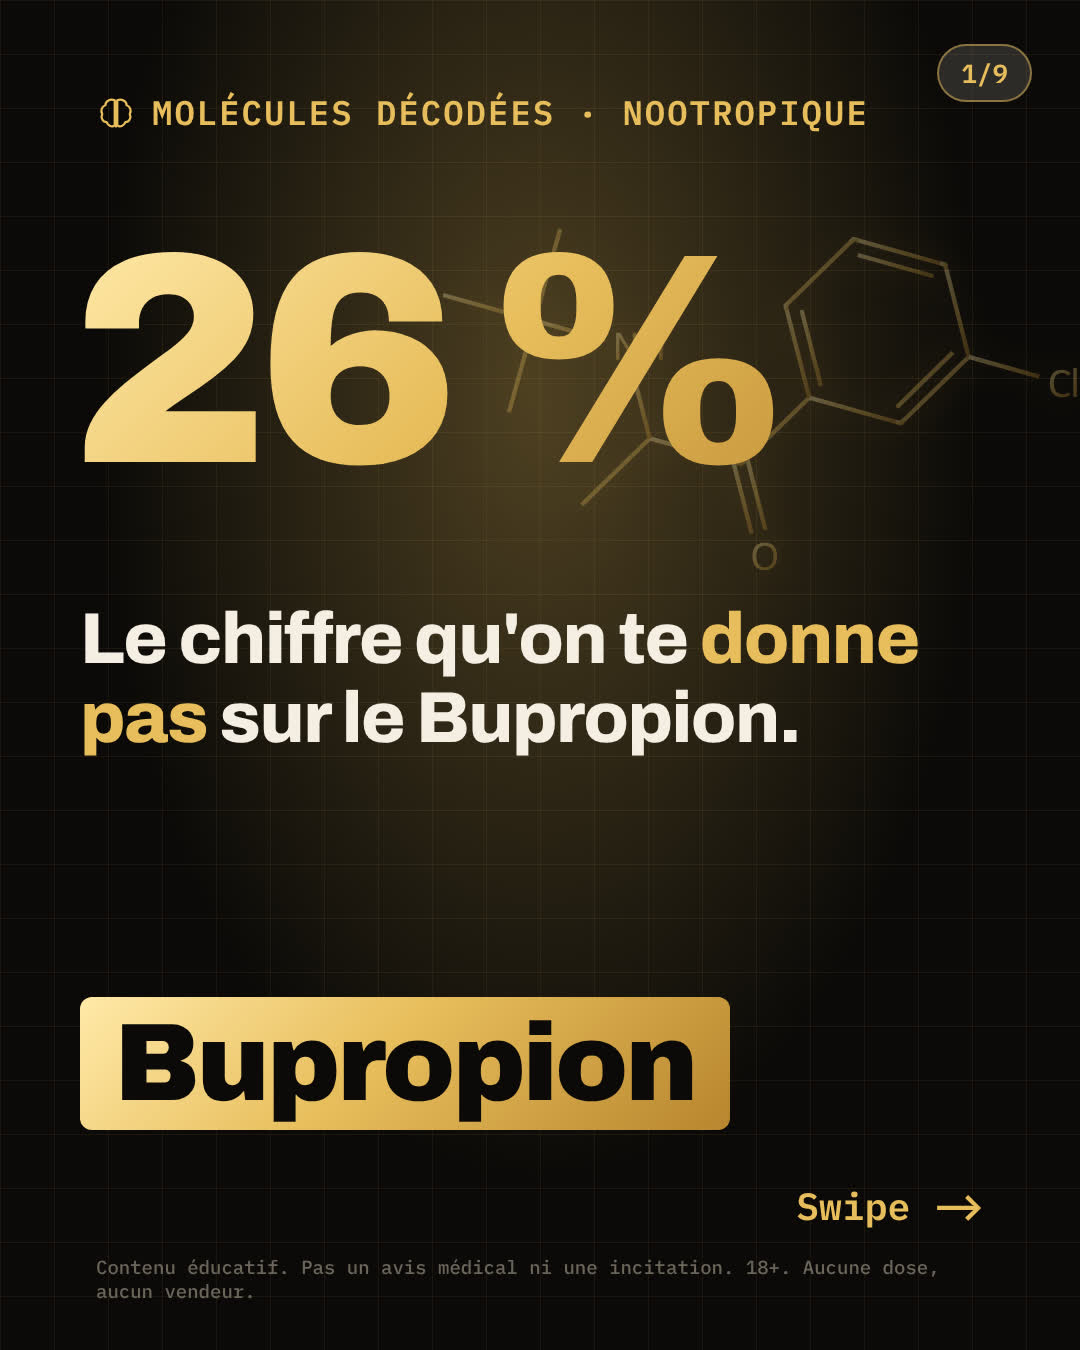 1/9
MOLÉCULES DÉCODÉES · NOOTROPIQUE
26 %
NH
Cl
O
Le chiffre qu'on te donne
pas sur le Bupropion.
Bupropion
Swipe →
Contenu éducatif. Pas un avis médical ni une incitation. 18+. Aucune dose,
aucun vendeur.